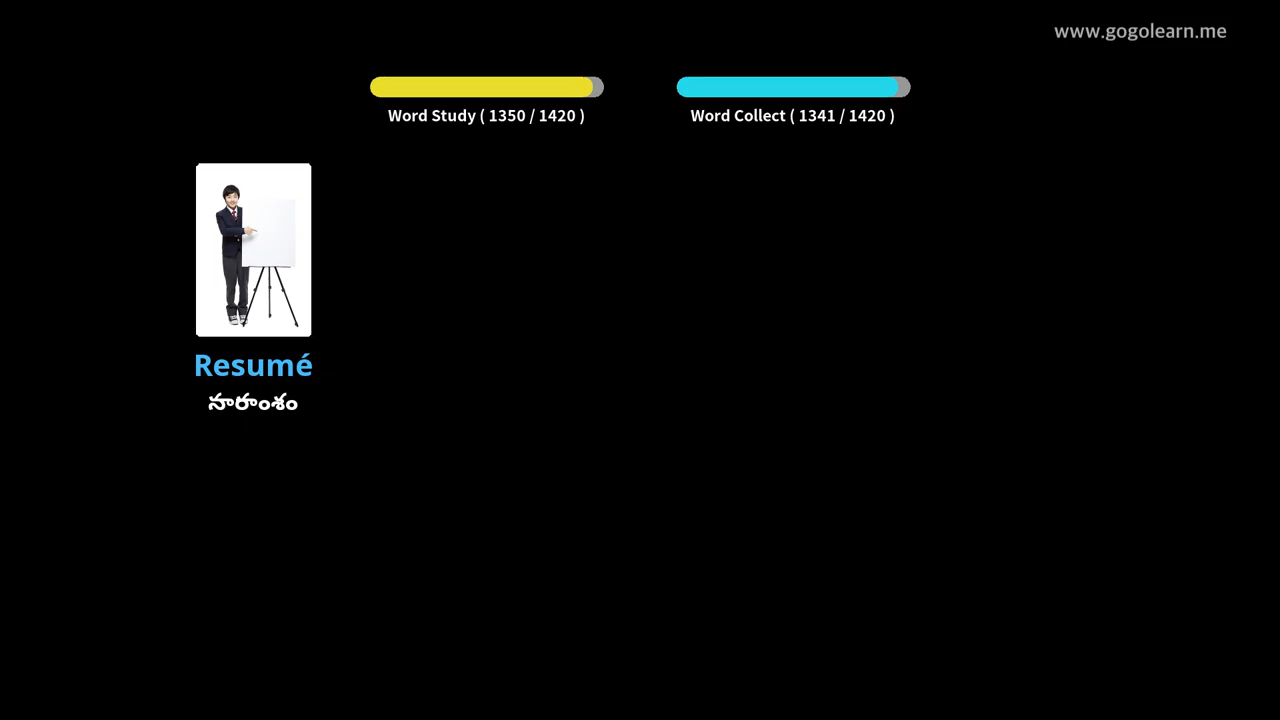 www.gogolearn.me
Word Study ( 1350 / 1420 )
Word Collect ( 1341 / 1420 )
Resumé
సారాంశం